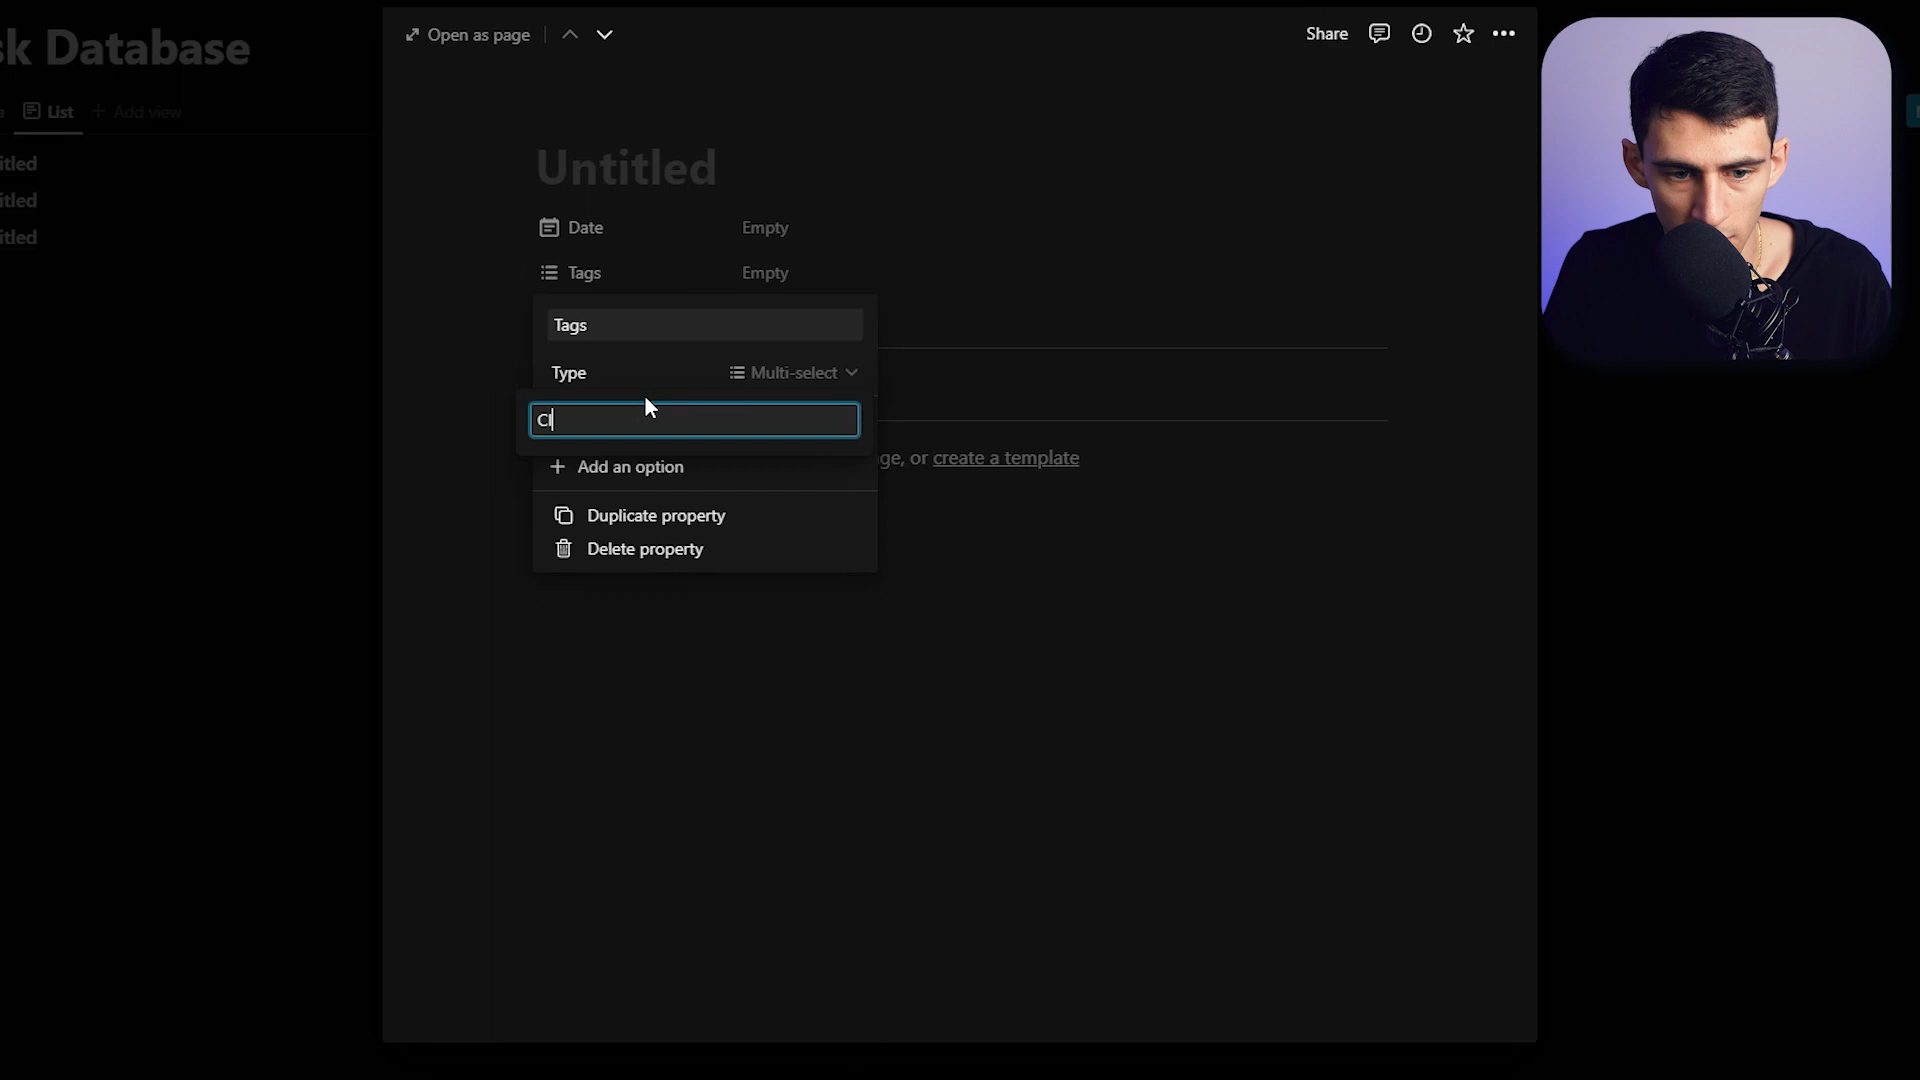 sk Database
List
+ Add view
itled
itled
itled
Open as page
Share
Untitled
Date Empty
Tags Empty
Tags
Type Multi-select
Cl
Add an option
ge, or create a template
Duplicate property
Delete property